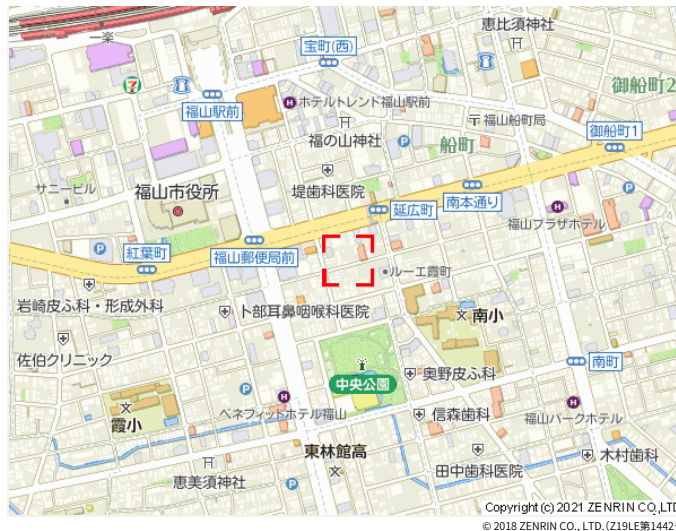 一楽
恵比須神社
宝町(西)
御船町2
福山駅前
ホテルトレンド福山駅前
福山船町局
福の山神社
船町
御船町1
サニービル
福山市役所
堤歯科医院
延広町
南本通り
福山プラザホテル
紅葉町
福山郵便局前
ルーエ霞町
岩崎皮ふ科・形成外科
卜部耳鼻咽喉科医院
南小
佐伯クリニック
南町
中央公園
奥野皮ふ科
ベネフィットホテル福山
信森歯科
福山パークホテル
霞小
東林館高
田中歯科医院
木村歯科
恵美須神社
Copyright (c) 2021 ZENRIN CO.,LTD
© 2018 ZENRIN CO., LTD. (Z19LE第1442